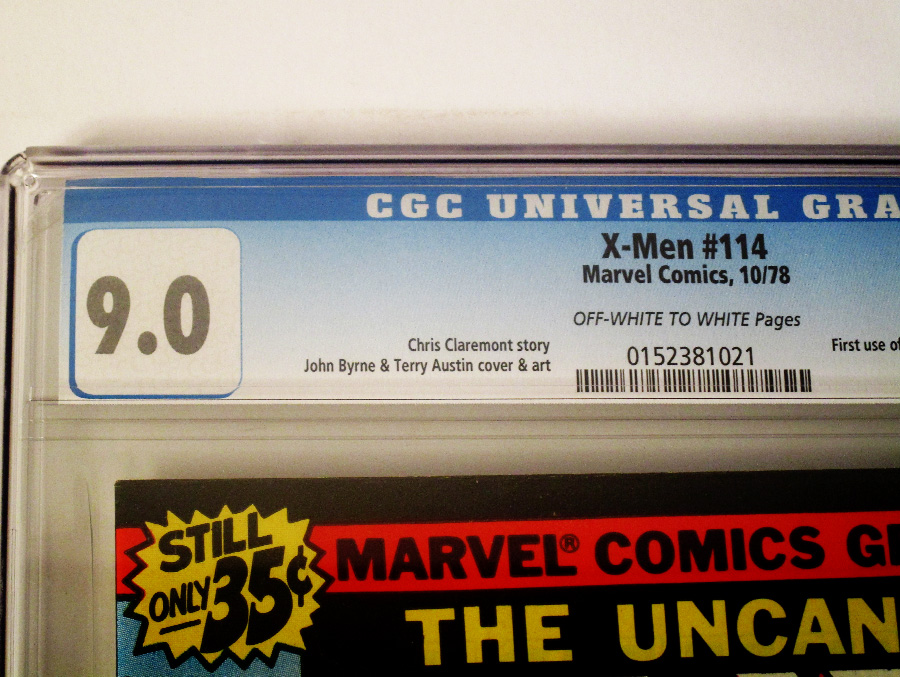 CGC UNIVERSAL GRA
9.0
X-Men #114
Marvel Comics, 10/78
OFF-WHITE TO WHITE Pages
Chris Claremont story
John Byrne & Terry Austin cover & art
0152381021
First use of
STILL
ONLY 35¢
MARVEL® COMICS G
THE UNCAN